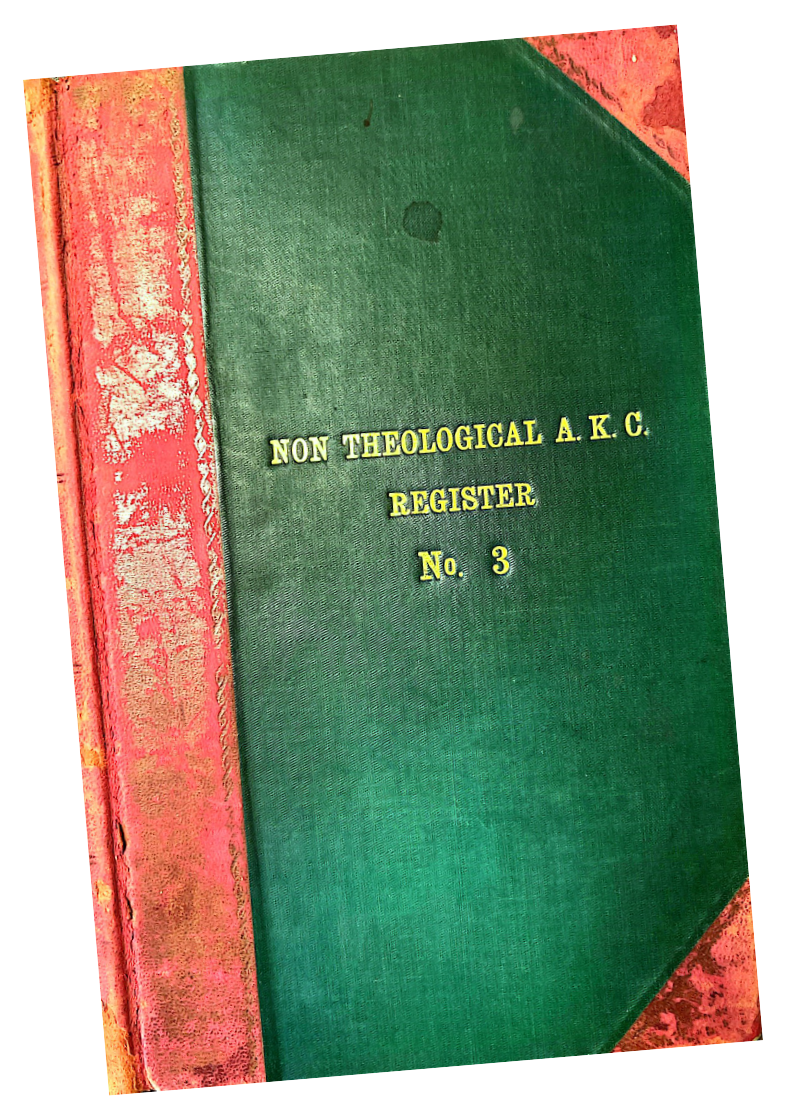 NON THEOLOGICAL A. K. C.
REGISTER
No. 3